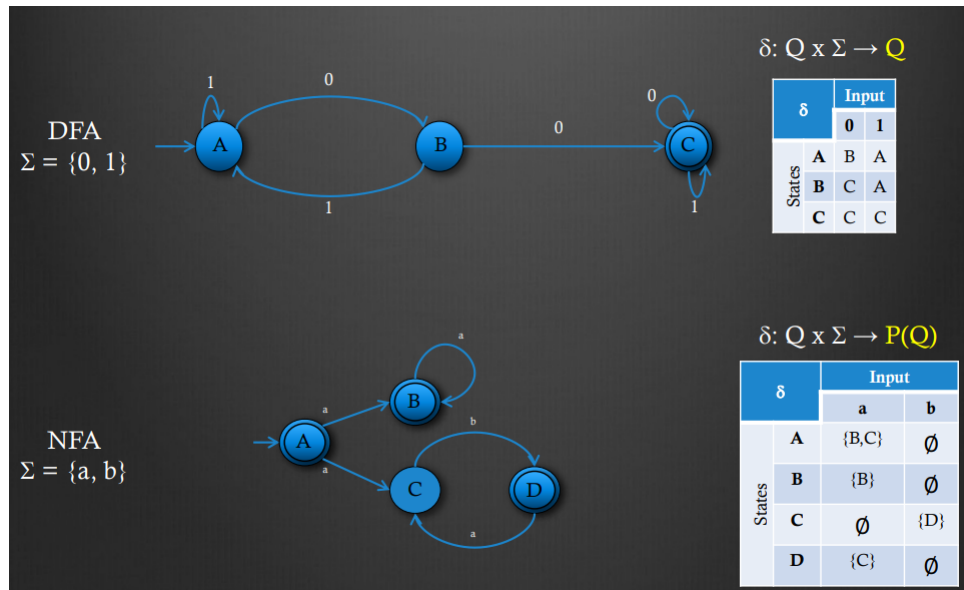 δ: Q x Σ → Q
DFA
Σ = {0, 1}
1
0
A
B
0
0
C
1
1
δ Input
0 1
States
A B A
B C A
C C C
δ: Q x Σ → P(Q)
NFA
Σ = {a, b}
a
a
B
b
A
a
C
D
a
δ Input
a b
States
A {B,C} ∅
B {B} ∅
C ∅ {D}
D {C} ∅